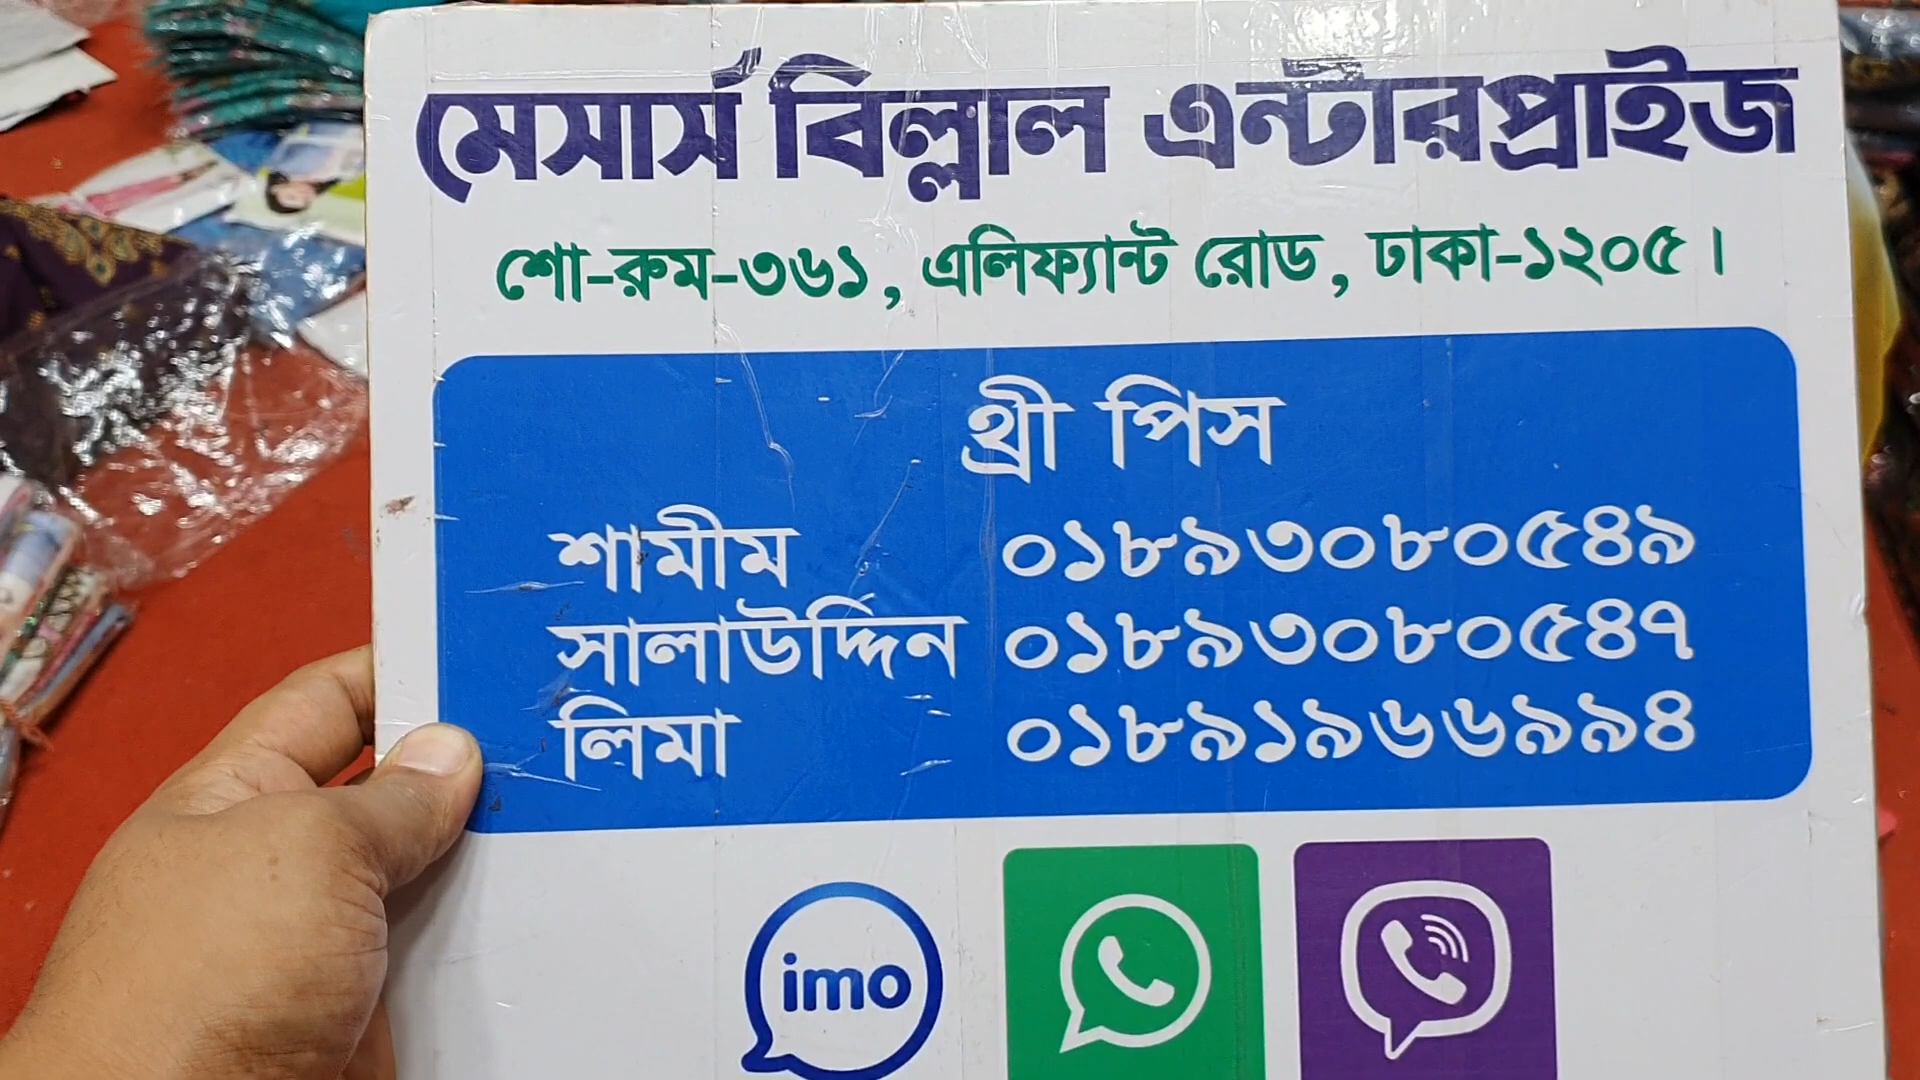 মেসার্স বিল্লাল এন্টারপ্রাইজ
শো-রুম-৩৬১, এলিফ্যান্ট রোড, ঢাকা-১২০৫।
থ্রী পিস
শামীম ০১৮৯৩০৮০৫৪৯
সালাউদ্দিন ০১৮৯৩০৮০৫৪৭
লিমা ০১৮৯১৯৬৬৯৯৪
imo